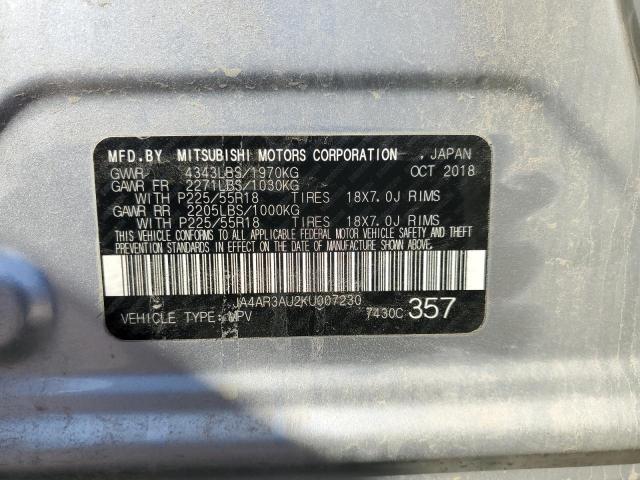 MFD.BY MITSUBISHI MOTORS CORPORATION , JAPAN
GVWR 4343LBS/1970KG OCT 2018
GAWR FR 2271LBS/1030KG
WITH P225/55R18 TIRES 18X7.0J RIMS
GAWR RR 2205LBS/1000KG
WITH P225/55R18 TIRES 18X7.0J RIMS
THIS VEHICLE CONFORMS TO ALL APPLICABLE FEDERAL MOTOR VEHICLE SAFETY AND THEFT
PREVENTION STANDARDS IN EFFECT ON THE DATE OF MANUFACTURE SHOWN ABOVE.
JA4AR3AU2KU007230
VEHICLE TYPE: MPV 7430C 357